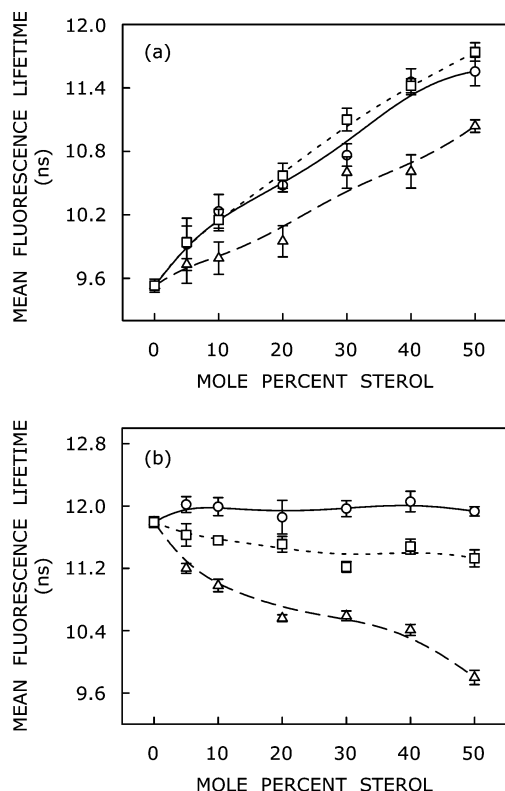 (a)
MEAN FLUORESCENCE LIFETIME
(ns)
12.0
11.4
10.8
10.2
9.6
0 10 20 30 40 50
MOLE PERCENT STEROL
(b)
MEAN FLUORESCENCE LIFETIME
(ns)
12.8
12.0
11.2
10.4
9.6
0 10 20 30 40 50
MOLE PERCENT STEROL